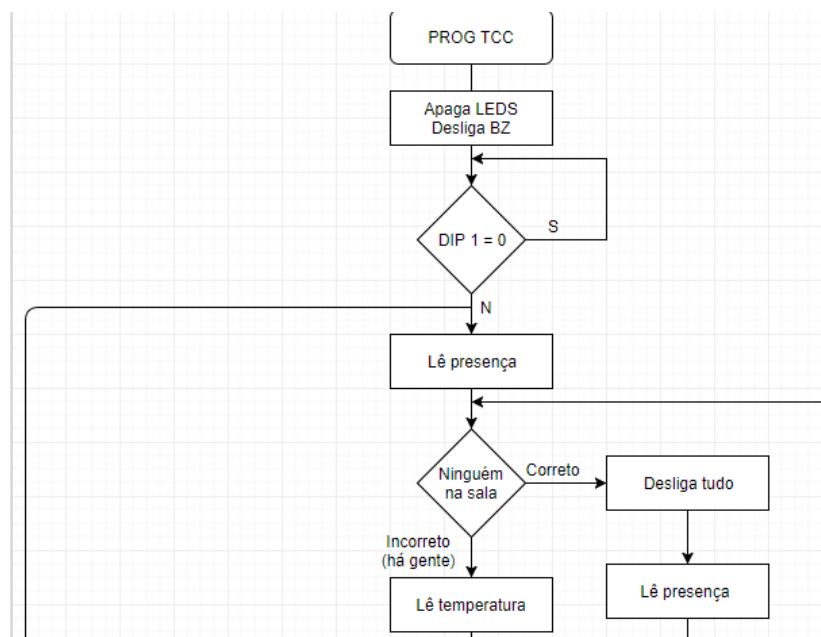 PROG TCC
Apaga LEDS
Desliga BZ
DIP 1 = 0
S
N
Lê presença
Ninguém
na sala
Correto
Desliga tudo
Incorreto
(há gente)
Lê temperatura
Lê presença